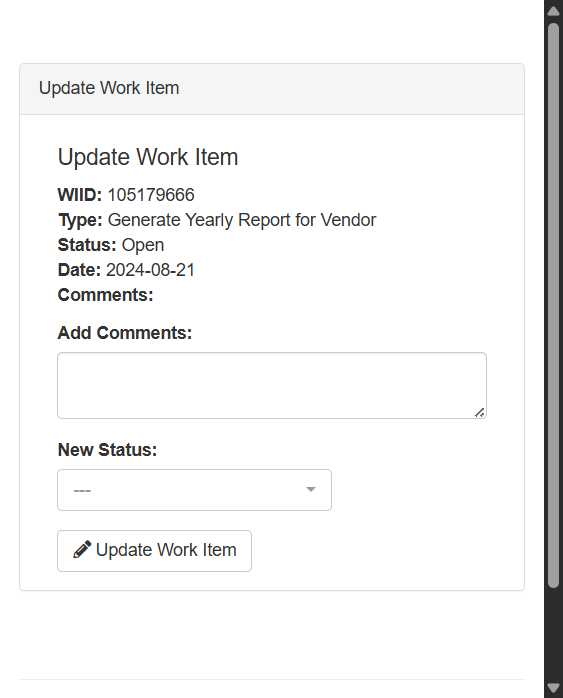 Update Work Item
Update Work Item
WIID: 105179666
Type: Generate Yearly Report for Vendor
Status: Open
Date: 2024-08-21
Comments:
Add Comments:
New Status:
---
Update Work Item